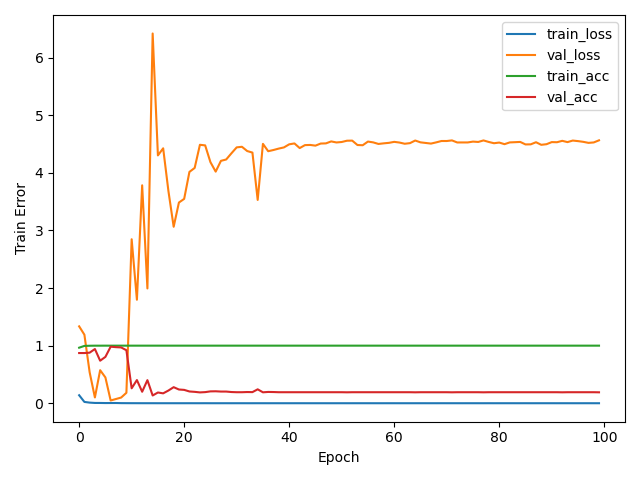 train_loss
val_loss
train_acc
val_acc
Train Error
6
5
4
3
2
1
0
0 20 40 60 80 100
Epoch